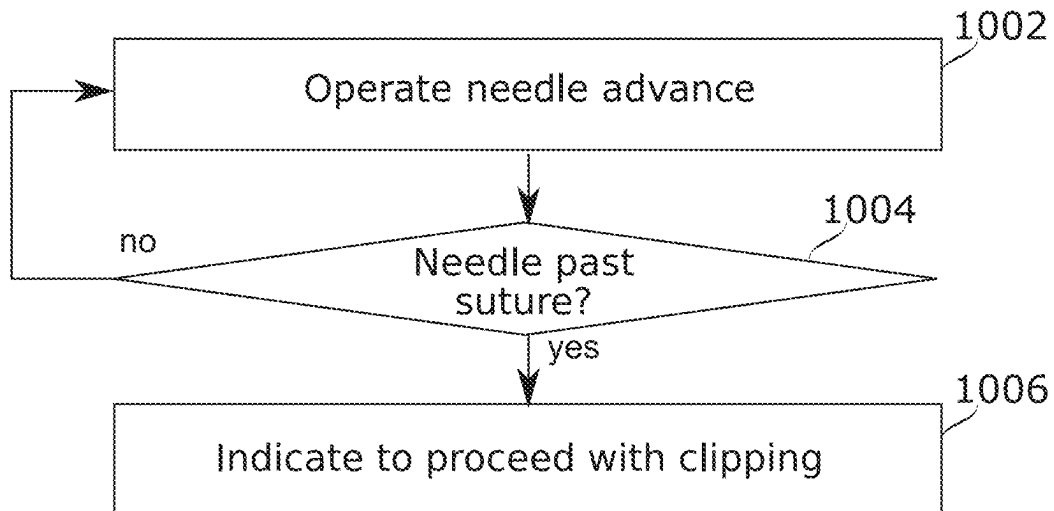 1002
Operate needle advance
1004
no
Needle past
suture?
yes
1006
Indicate to proceed with clipping